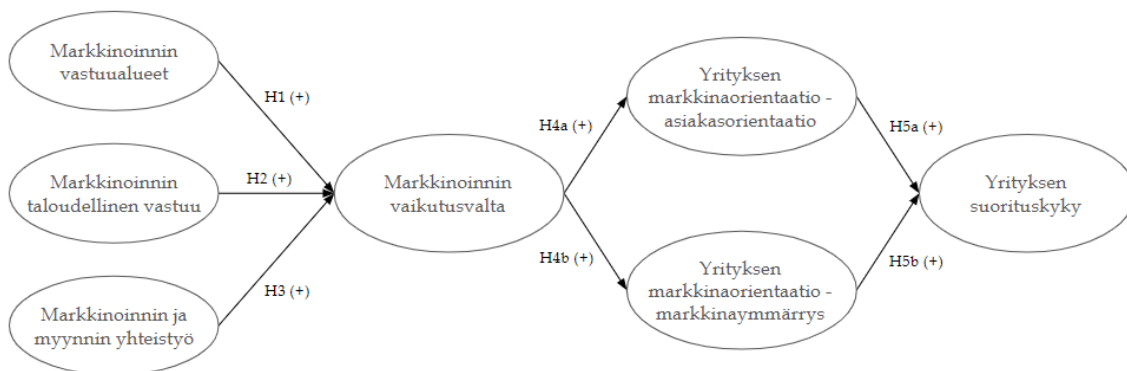 Markkinoinnin
vastuualueet
H1 (+)
Markkinoinnin
taloudellinen vastuu
H2 (+)
Markkinoinnin ja
myynnin yhteistyö
H3 (+)
Markkinoinnin
vaikutusvalta
H4a (+)
H4b (+)
Yrityksen
markkinaorientaatio -
asiakasorientaatio
Yrityksen
markkinaorientaatio -
markkinaymmärrys
H5a (+)
H5b (+)
Yrityksen
suorituskyky